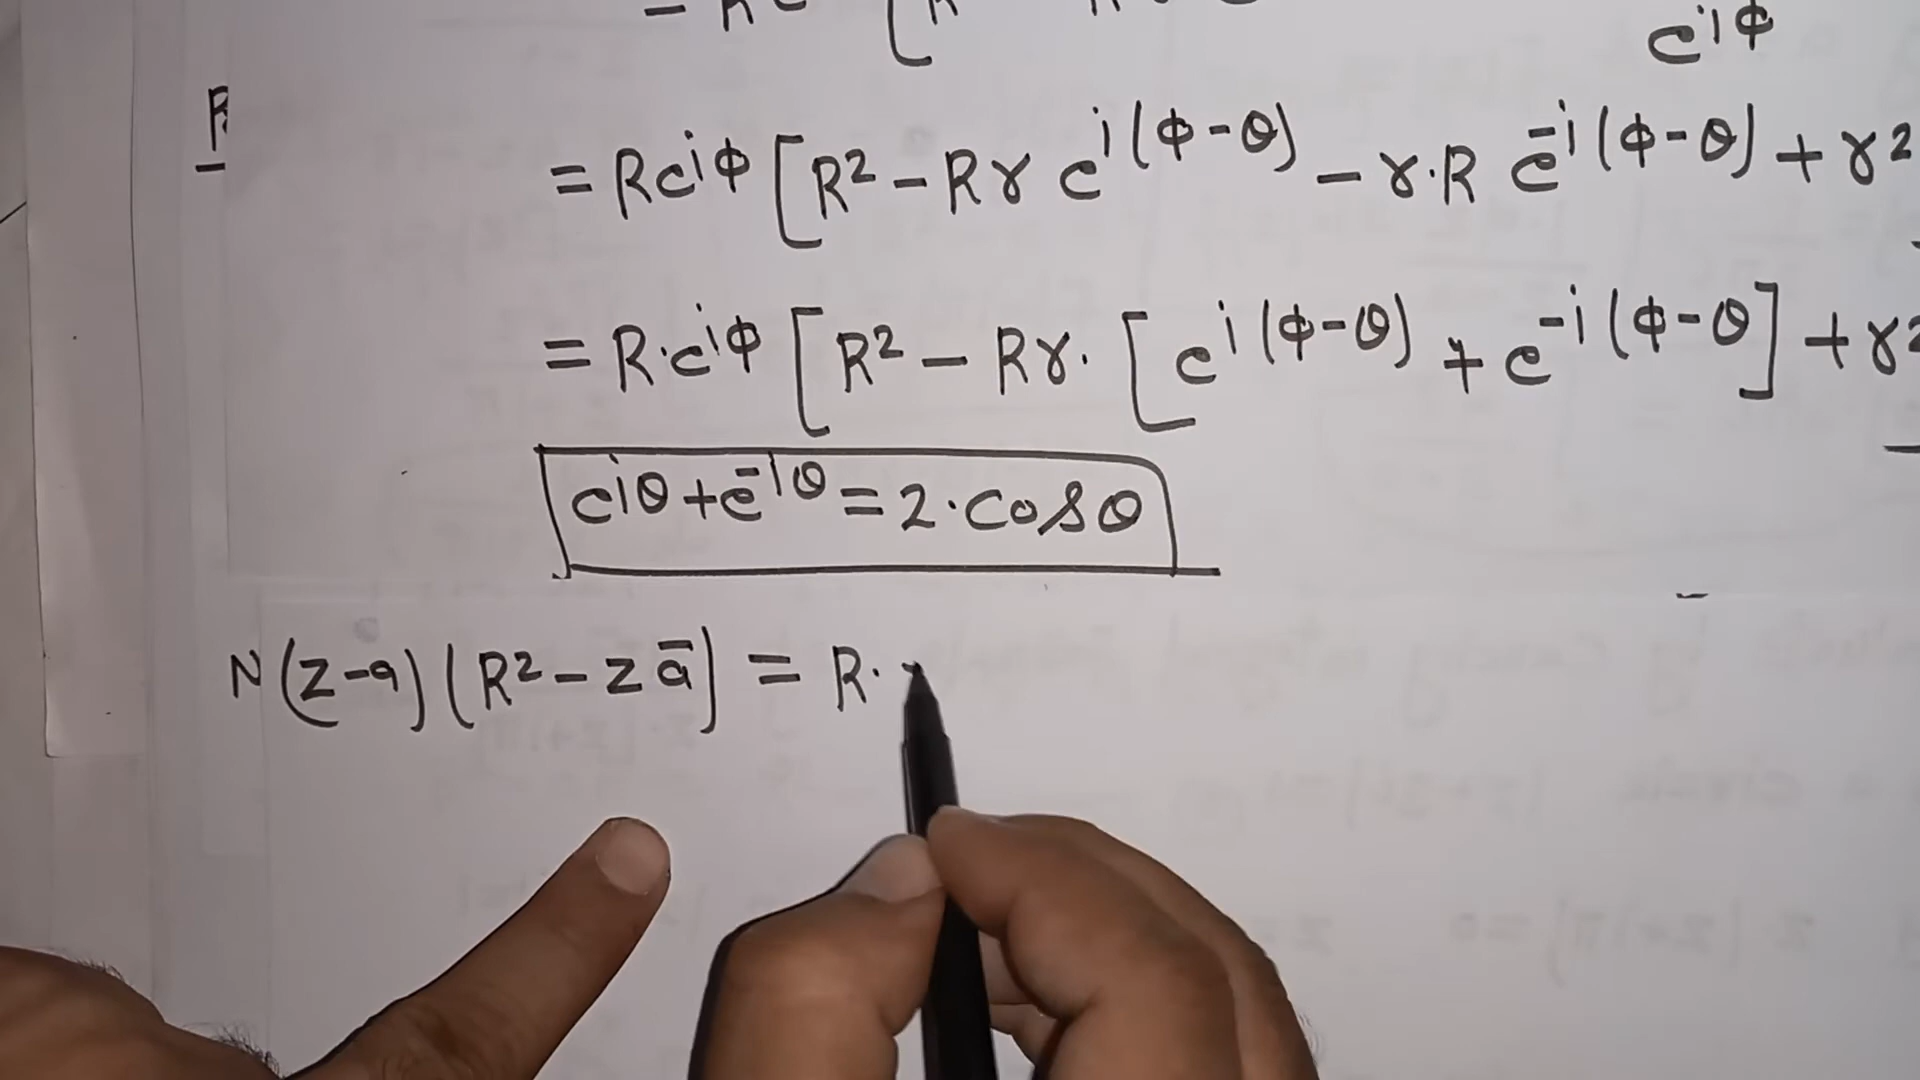 e^{iφ}
= Re^{iφ} [R² - Rr e^{i(φ-θ)} - r·R e^{-i(φ-θ)} + r²
= R·e^{iφ} [R² - Rr· [e^{i(φ-θ)} + e^{-i(φ-θ] + r²
e^{iθ} + e^{-iθ} = 2·cosθ
N(z-a)(R² - zā) = R·